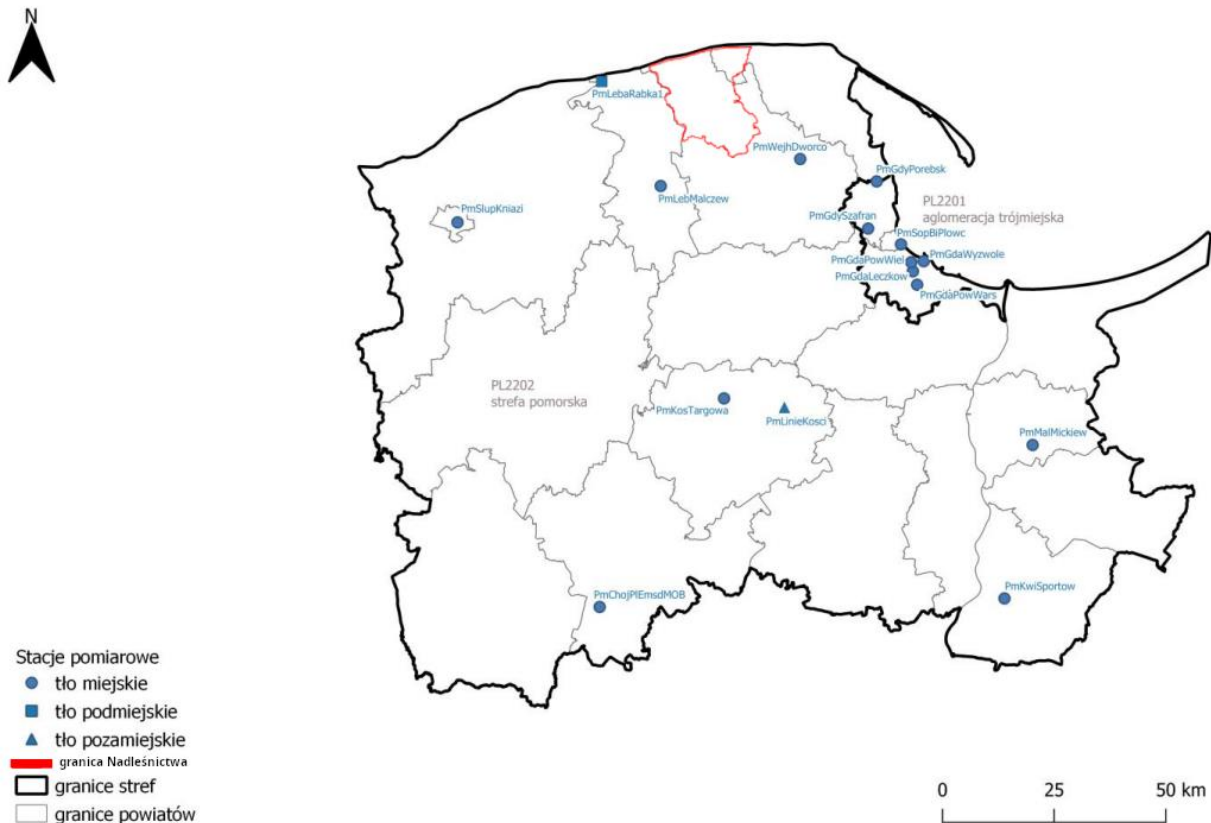 N
PmLebaRabka1
PmWejhDworco
PmGdyPorebsk
PmLebMalczew
PL2201
aglomeracja trójmiejska
PmSłupKniazi
PmGdySzafran
PmSopBiPlowc
PmGdaWyzwole
PmGdaPowWiel
PmGdaLeczkow
PmGdaPowWars
PL2202
strefa pomorska
PmKosTargowa
PmLinieKosci
PmMalMickiew
PmChojPlEmsdMOB
PmKwiSportow
Stacje pomiarowe
tło miejskie
tło podmiejskie
tło pozamiejskie
granica Nadleśnictwa
granice stref
granice powiatów
0 25 50 km